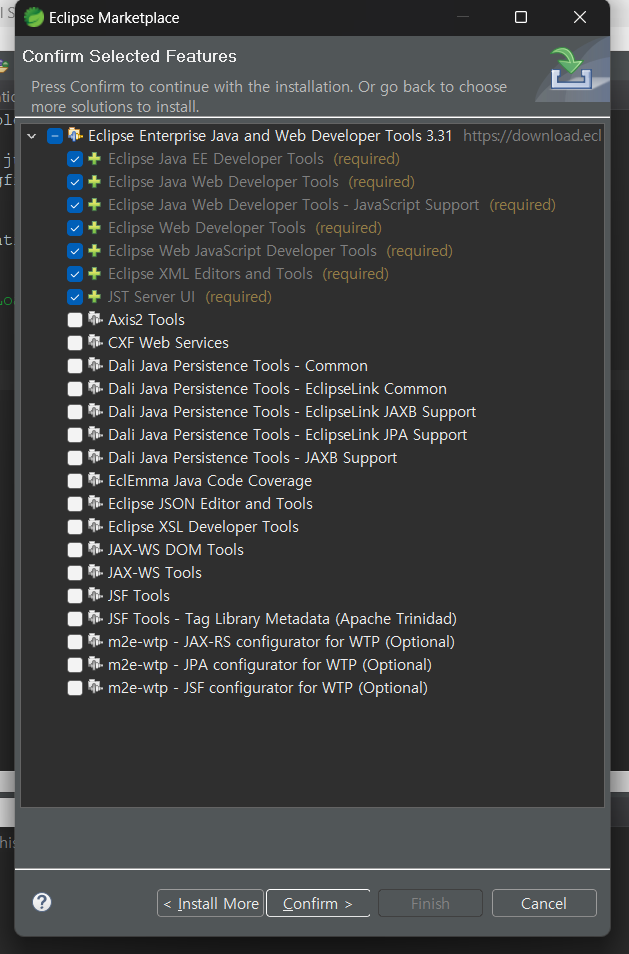 Eclipse Marketplace
Confirm Selected Features
Press Confirm to continue with the installation. Or go back to choose
more solutions to install.
Eclipse Enterprise Java and Web Developer Tools 3.31 https://download.ecl
Eclipse Java EE Developer Tools (required)
Eclipse Java Web Developer Tools (required)
Eclipse Java Web Developer Tools - JavaScript Support (required)
Eclipse Web Developer Tools (required)
Eclipse Web JavaScript Developer Tools (required)
Eclipse XML Editors and Tools (required)
JST Server UI (required)
Axis2 Tools
CXF Web Services
Dali Java Persistence Tools - Common
Dali Java Persistence Tools - EclipseLink Common
Dali Java Persistence Tools - EclipseLink JAXB Support
Dali Java Persistence Tools - EclipseLink JPA Support
Dali Java Persistence Tools - JAXB Support
EclEmma Java Code Coverage
Eclipse JSON Editor and Tools
Eclipse XSL Developer Tools
JAX-WS DOM Tools
JAX-WS Tools
JSF Tools
JSF Tools - Tag Library Metadata (Apache Trinidad)
m2e-wtp - JAX-RS configurator for WTP (Optional)
m2e-wtp - JPA configurator for WTP (Optional)
m2e-wtp - JSF configurator for WTP (Optional)
? < Install More Confirm > Finish Cancel